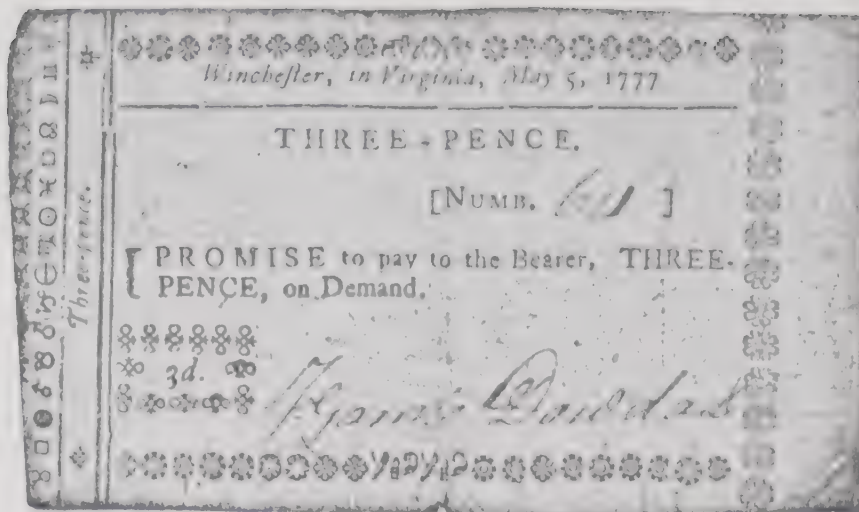 Winchester, in Virginia, May 5, 1777
THREE-PENCE.
[NUMB. ]
I PROMISE to pay to the Bearer, THREE-
PENCE, on Demand.
3d.
Three-pence.